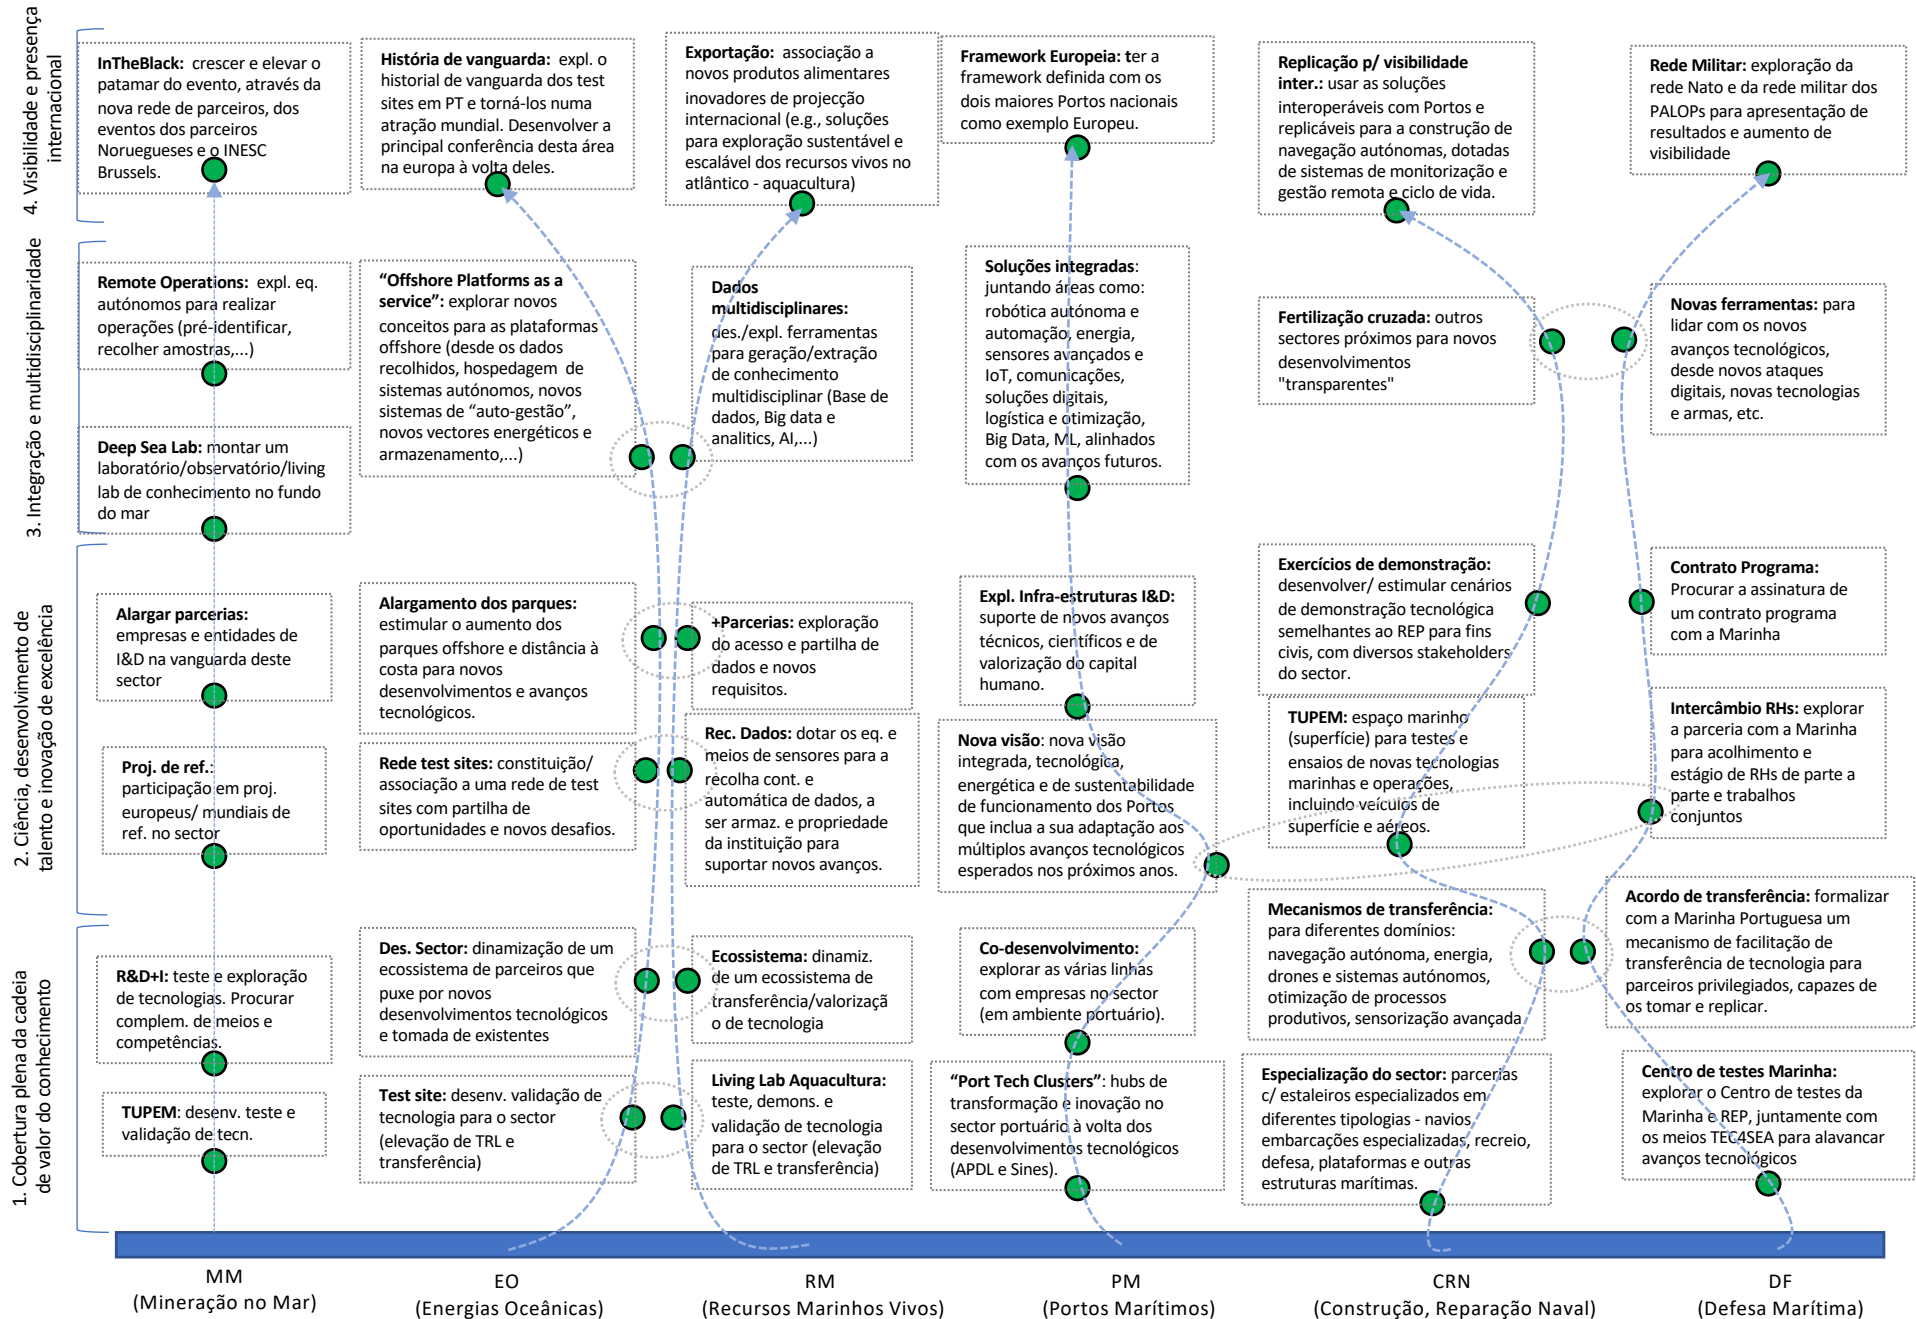 4. Visibilidade e presença
internacional
InTheBlack: crescer e elevar o
patamar do evento, através da
nova rede de parceiros, dos
eventos dos parceiros
Noruegueses e o INESC
Brussels.
História de vanguarda: expl. o
historial de vanguarda dos test
sites em PT e torná-los numa
atração mundial. Desenvolver a
principal conferência desta área
na europa à volta deles.
Exportação: associação a
novos produtos alimentares
inovadores de projecção
internacional (e.g., soluções
para exploração sustentável e
escalável dos recursos vivos no
atlântico - aquacultura)
Framework Europeia: ter a
framework definida com os
dois maiores Portos nacionais
como exemplo Europeu.
Replicação p/ visibilidade
inter.: usar as soluções
interoperáveis com Portos e
replicáveis para a construção de
navegação autónomas, dotadas
de sistemas de monitorização e
gestão remota e ciclo de vida.
Rede Militar: exploração da
rede Nato e da rede militar dos
PALOPs para apresentação de
resultados e aumento de
visibilidade
3. Integração e multidisciplinaridade
Remote Operations: expl. eq.
autónomos para realizar
operações (pré-identificar,
recolher amostras,...)
Deep Sea Lab: montar um
laboratório/observatório/living
lab de conhecimento no fundo
do mar
“Offshore Platforms as a
service”: explorar novos
conceitos para as plataformas
offshore (desde os dados
recolhidos, hospedagem de
sistemas autónomos, novos
sistemas de “auto-gestão”,
novos vectores energéticos e
armazenamento,...)
Dados
multidisciplinares:
des./expl. ferramentas
para geração/extração
de conhecimento
multidisciplinar (Base de
dados, Big data e
analitics, AI,...)
Soluções integradas:
juntando áreas como:
robótica autónoma e
automação, energia,
sensores avançados e
IoT, comunicações,
soluções digitais,
logística e otimização,
Big Data, ML, alinhados
com os avanços futuros.
Fertilização cruzada: outros
sectores próximos para novos
desenvolvimentos
"transparentes"
Novas ferramentas: para
lidar com os novos
avanços tecnológicos,
desde novos ataques
digitais, novas tecnologias
e armas, etc.
2. Ciência, desenvolvimento de
talento e inovação de excelência
Alargar parcerias:
empresas e entidades de
I&D na vanguarda deste
sector
Proj. de ref.:
participação em proj.
europeus/ mundiais de
ref. no sector
Alargamento dos parques:
estimular o aumento dos
parques offshore e distância à
costa para novos
desenvolvimentos e avanços
tecnológicos.
Rede test sites: constituição/
associação a uma rede de test
sites com partilha de
oportunidades e novos desafios.
+Parcerias: exploração
do acesso e partilha de
dados e novos
requisitos.
Rec. Dados: dotar os eq. e
meios de sensores para a
recolha cont. e
automática de dados, a
ser armaz. e propriedade
da instituição para
suportar novos avanços.
Expl. Infra-estruturas I&D:
suporte de novos avanços
técnicos, científicos e de
valorização do capital
humano.
Nova visão: nova visão
integrada, tecnológica,
energética e de sustentabilidade
de funcionamento dos Portos
que inclua a sua adaptação aos
múltiplos avanços tecnológicos
esperados nos próximos anos.
Exercícios de demonstração:
desenvolver/ estimular cenários
de demonstração tecnológica
semelhantes ao REP para fins
civis, com diversos stakeholders
do sector.
TUPEM: espaço marinho
(superfície) para testes e
ensaios de novas tecnologias
marinhas e operações,
incluindo veículos de
superfície e aéreos.
Contrato Programa:
Procurar a assinatura de
um contrato programa
com a Marinha
Intercâmbio RHs: explorar
a parceria com a Marinha
para acolhimento e
estágio de RHs de parte a
parte e trabalhos
conjuntos
1. Cobertura plena da cadeia
de valor do conhecimento
R&D+I: teste e exploração
de tecnologias. Procurar
complem. de meios e
competências.
TUPEM: desenv. teste e
validação de tecn.
Des. Sector: dinamização de um
ecossistema de parceiros que
puxe por novos
desenvolvimentos tecnológicos
e tomada de existentes
Test site: desenv. validação de
tecnologia para o sector
(elevação de TRL e
transferência)
Ecossistema: dinamiz.
de um ecossistema de
transferência/valorizaçã
o de tecnologia
Living Lab Aquacultura:
teste, demons. e
validação de tecnologia
para o sector (elevação
de TRL e transferência)
Co-desenvolvimento:
explorar as várias linhas
com empresas no sector
(em ambiente portuário).
“Port Tech Clusters”: hubs de
transformação e inovação no
sector portuário à volta dos
desenvolvimentos tecnológicos
(APDL e Sines).
Mecanismos de transferência:
para diferentes domínios:
navegação autónoma, energia,
drones e sistemas autónomos,
otimização de processos
produtivos, sensorização avançada
Especialização do sector: parcerias
c/ estaleiros especializados em
diferentes tipologias - navios,
embarcações especializadas, recreio,
defesa, plataformas e outras
estruturas marítimas.
Acordo de transferência: formalizar
com a Marinha Portuguesa um
mecanismo de facilitação de
transferência de tecnologia para
parceiros privilegiados, capazes de
os tomar e replicar.
Centro de testes Marinha:
explorar o Centro de testes da
Marinha e REP, juntamente com
os meios TEC4SEA para alavancar
avanços tecnológicos
MM
(Mineração no Mar)
EO
(Energias Oceânicas)
RM
(Recursos Marinhos Vivos)
PM
(Portos Marítimos)
CRN
(Construção, Reparação Naval)
DF
(Defesa Marítima)